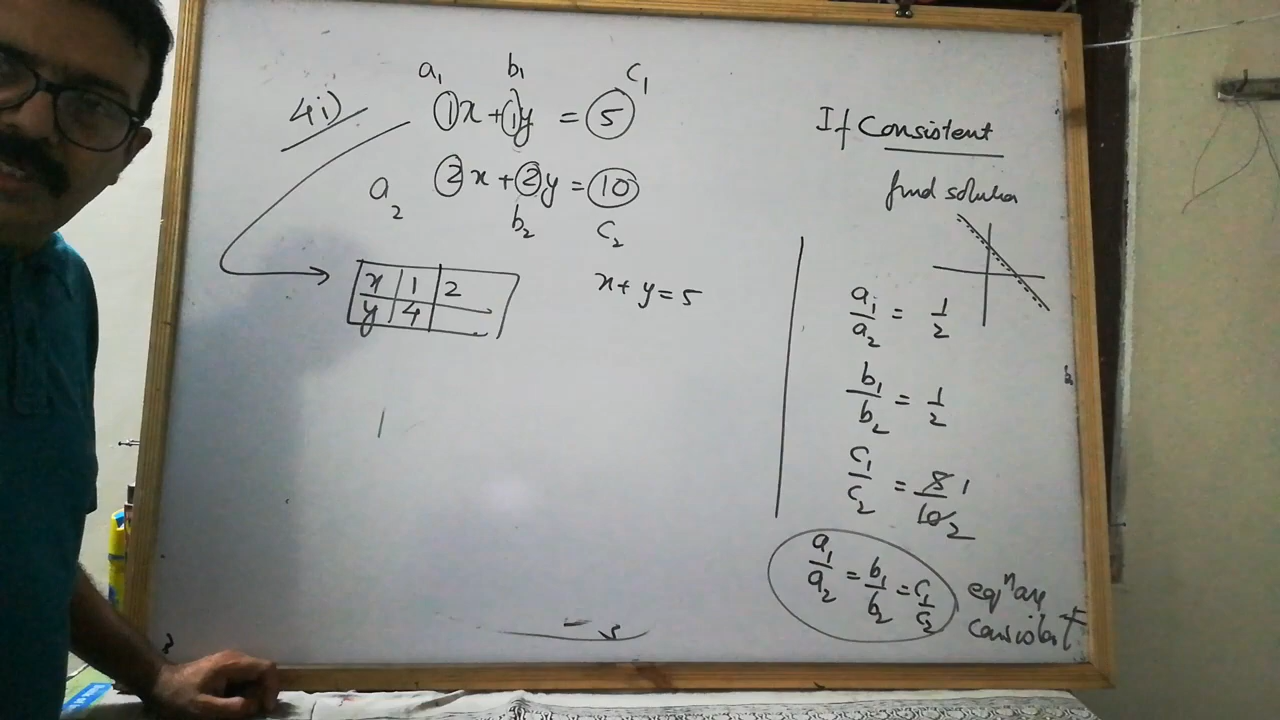 4i)
a₁ b₁ c₁
1x + 1y = 5
a₂ 2x + 2y = 10
b₂ c₂
x 1 2
y 4
x + y = 5
If Consistent
find solution
a₁/a₂ = 1/2
b₁/b₂ = 1/2
c₁/c₂ = 5/10 1/2
a₁/a₂ = b₁/b₂ = c₁/c₂
eqⁿ are
consistent